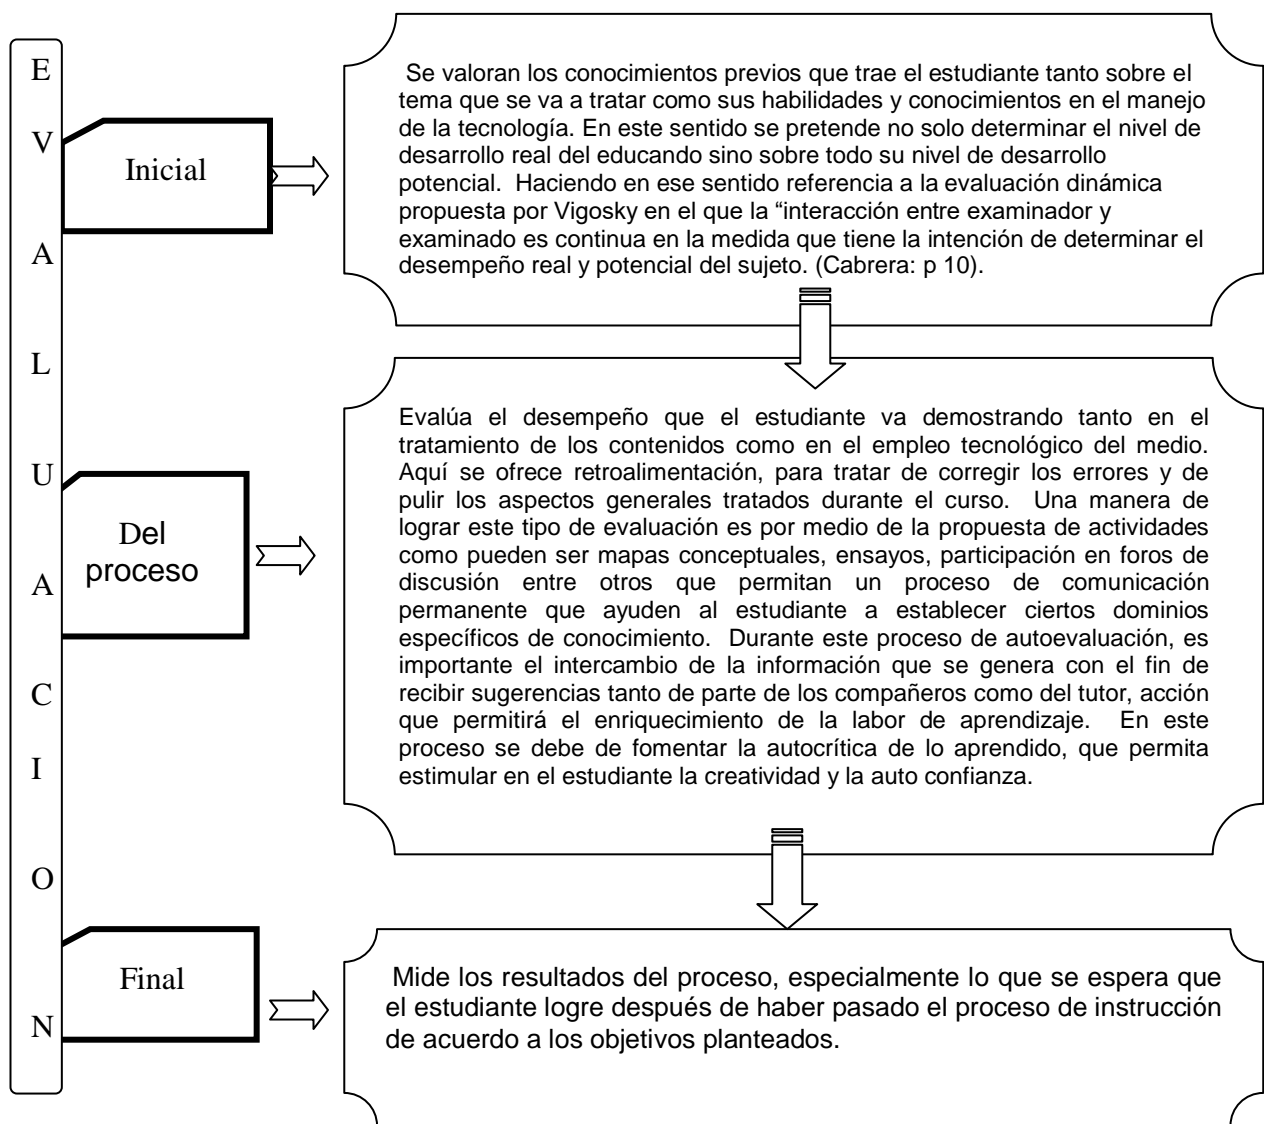 EVALUACION
Inicial
Se valoran los conocimientos previos que trae el estudiante tanto sobre el
tema que se va a tratar como sus habilidades y conocimientos en el manejo
de la tecnología. En este sentido se pretende no solo determinar el nivel de
desarrollo real del educando sino sobre todo su nivel de desarrollo
potencial. Haciendo en ese sentido referencia a la evaluación dinámica
propuesta por Vigosky en el que la “interacción entre examinador y
examinado es continua en la medida que tiene la intención de determinar el
desempeño real y potencial del sujeto. (Cabrera: p 10).
Del
proceso
Evalúa el desempeño que el estudiante va demostrando tanto en el
tratamiento de los contenidos como en el empleo tecnológico del medio.
Aquí se ofrece retroalimentación, para tratar de corregir los errores y de
pulir los aspectos generales tratados durante el curso. Una manera de
lograr este tipo de evaluación es por medio de la propuesta de actividades
como pueden ser mapas conceptuales, ensayos, participación en foros de
discusión entre otros que permitan un proceso de comunicación
permanente que ayuden al estudiante a establecer ciertos dominios
específicos de conocimiento. Durante este proceso de autoevaluación, es
importante el intercambio de la información que se genera con el fin de
recibir sugerencias tanto de parte de los compañeros como del tutor, acción
que permitirá el enriquecimiento de la labor de aprendizaje. En este
proceso se debe de fomentar la autocrítica de lo aprendido, que permita
estimular en el estudiante la creatividad y la auto confianza.
Final
Mide los resultados del proceso, especialmente lo que se espera que
el estudiante logre después de haber pasado el proceso de instrucción
de acuerdo a los objetivos planteados.